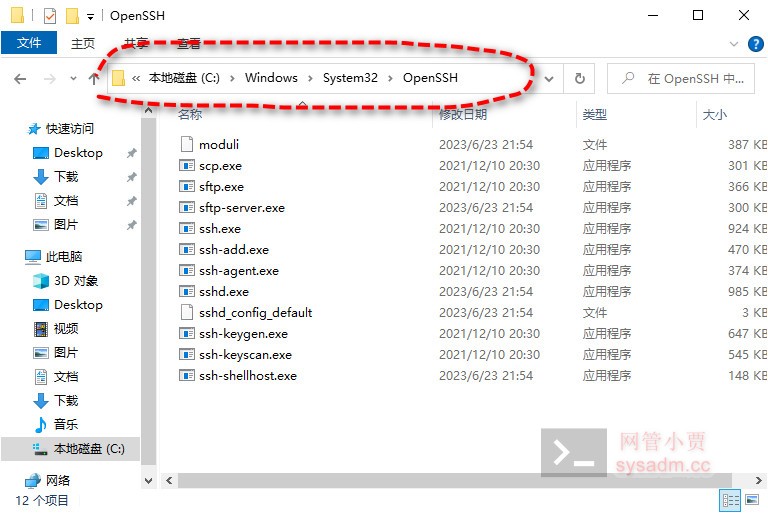 OpenSSH
文件 主页 共享 查看
« 本地磁盘 (C:) › Windows › System32 › OpenSSH
在 OpenSSH 中...
名称 修改日期 类型 大小
快速访问
Desktop
下载
文档
图片
此电脑
3D 对象
Desktop
视频
图片
文档
下载
音乐
本地磁盘 (C:)
网络
moduli 2023/6/23 21:54 文件 387 KB
scp.exe 2021/12/10 20:30 应用程序 301 KB
sftp.exe 2021/12/10 20:30 应用程序 366 KB
sftp-server.exe 2023/6/23 21:54 应用程序 300 KB
ssh.exe 2021/12/10 20:30 应用程序 924 KB
ssh-add.exe 2021/12/10 20:30 应用程序 470 KB
ssh-agent.exe 2021/12/10 20:30 应用程序 374 KB
sshd.exe 2023/6/23 21:54 应用程序 985 KB
sshd_config_default 2023/6/23 21:54 文件 3 KB
ssh-keygen.exe 2021/12/10 20:30 应用程序 647 KB
ssh-keyscan.exe 2021/12/10 20:30 应用程序 545 KB
ssh-shellhost.exe 2023/6/23 21:54 应用程序 148 KB
网管小贾
sysadm.cc
12 个项目